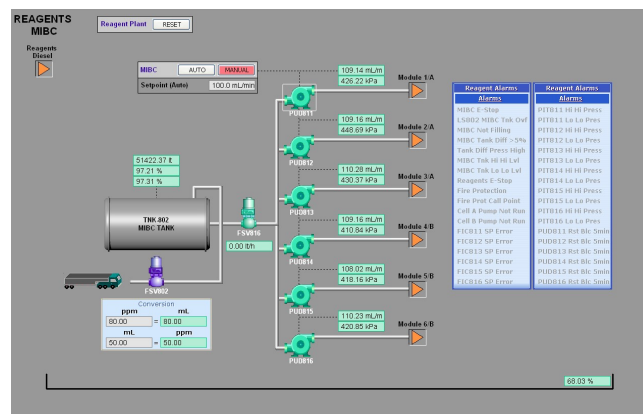 REAGENTS
MIBC
Reagent Plant RESET
Reagents
Diesel
MIBC AUTO MANUAL
Setpoint (Auto) 100.0 mL/min
109.14 mL/m
426.22 kPa
Module 1/A
PUD811
109.16 mL/m
448.69 kPa
Module 2/A
PUD812
110.28 mL/m
430.37 kPa
Module 3/A
PUD813
109.16 mL/m
410.84 kPa
Module 4/B
PUD814
108.02 mL/m
418.16 kPa
Module 5/B
PUD815
110.23 mL/m
420.85 kPa
Module 6/B
PUD816
51422.37 lt
97.21 %
97.31 %
TNK-802
MIBC TANK
FSV816
0.00 lt/h
FSV802
Conversion
ppm mL
80.00 = 80.00
mL ppm
50.00 = 50.00
Reagent Alarms
Alarms
MIBC E-Stop
LS802 MIBC Tnk Ovf
MIBC Not Filling
MIBC Tank Diff >5%
Tank Diff Press High
MIBC Tnk Hi Hi Lvl
MIBC Tnk Lo Lo Lvl
Reagents E-Stop
Fire Protection
Fire Prot Call Point
Cell A Pump Not Run
Cell B Pump Not Run
FIC811 SP Error
FIC812 SP Error
FIC813 SP Error
FIC814 SP Error
FIC815 SP Error
FIC816 SP Error
Reagent Alarms
Alarms
PIT811 Hi Hi Press
PIT811 Lo Lo Pres
PIT812 Hi Hi Press
PIT812 Lo Lo Pres
PIT813 Hi Hi Press
PIT813 Lo Lo Pres
PIT814 Hi Hi Press
PIT814 Lo Lo Pres
PIT815 Hi Hi Press
PIT815 Lo Lo Pres
PIT816 Hi Hi Press
PIT816 Lo Lo Pres
PUD811 Rst Blc 5min
PUD812 Rst Blc 5min
PUD813 Rst Blc 5min
PUD814 Rst Blc 5min
PUD815 Rst Blc 5min
PUD816 Rst Blc 5min
68.03 %